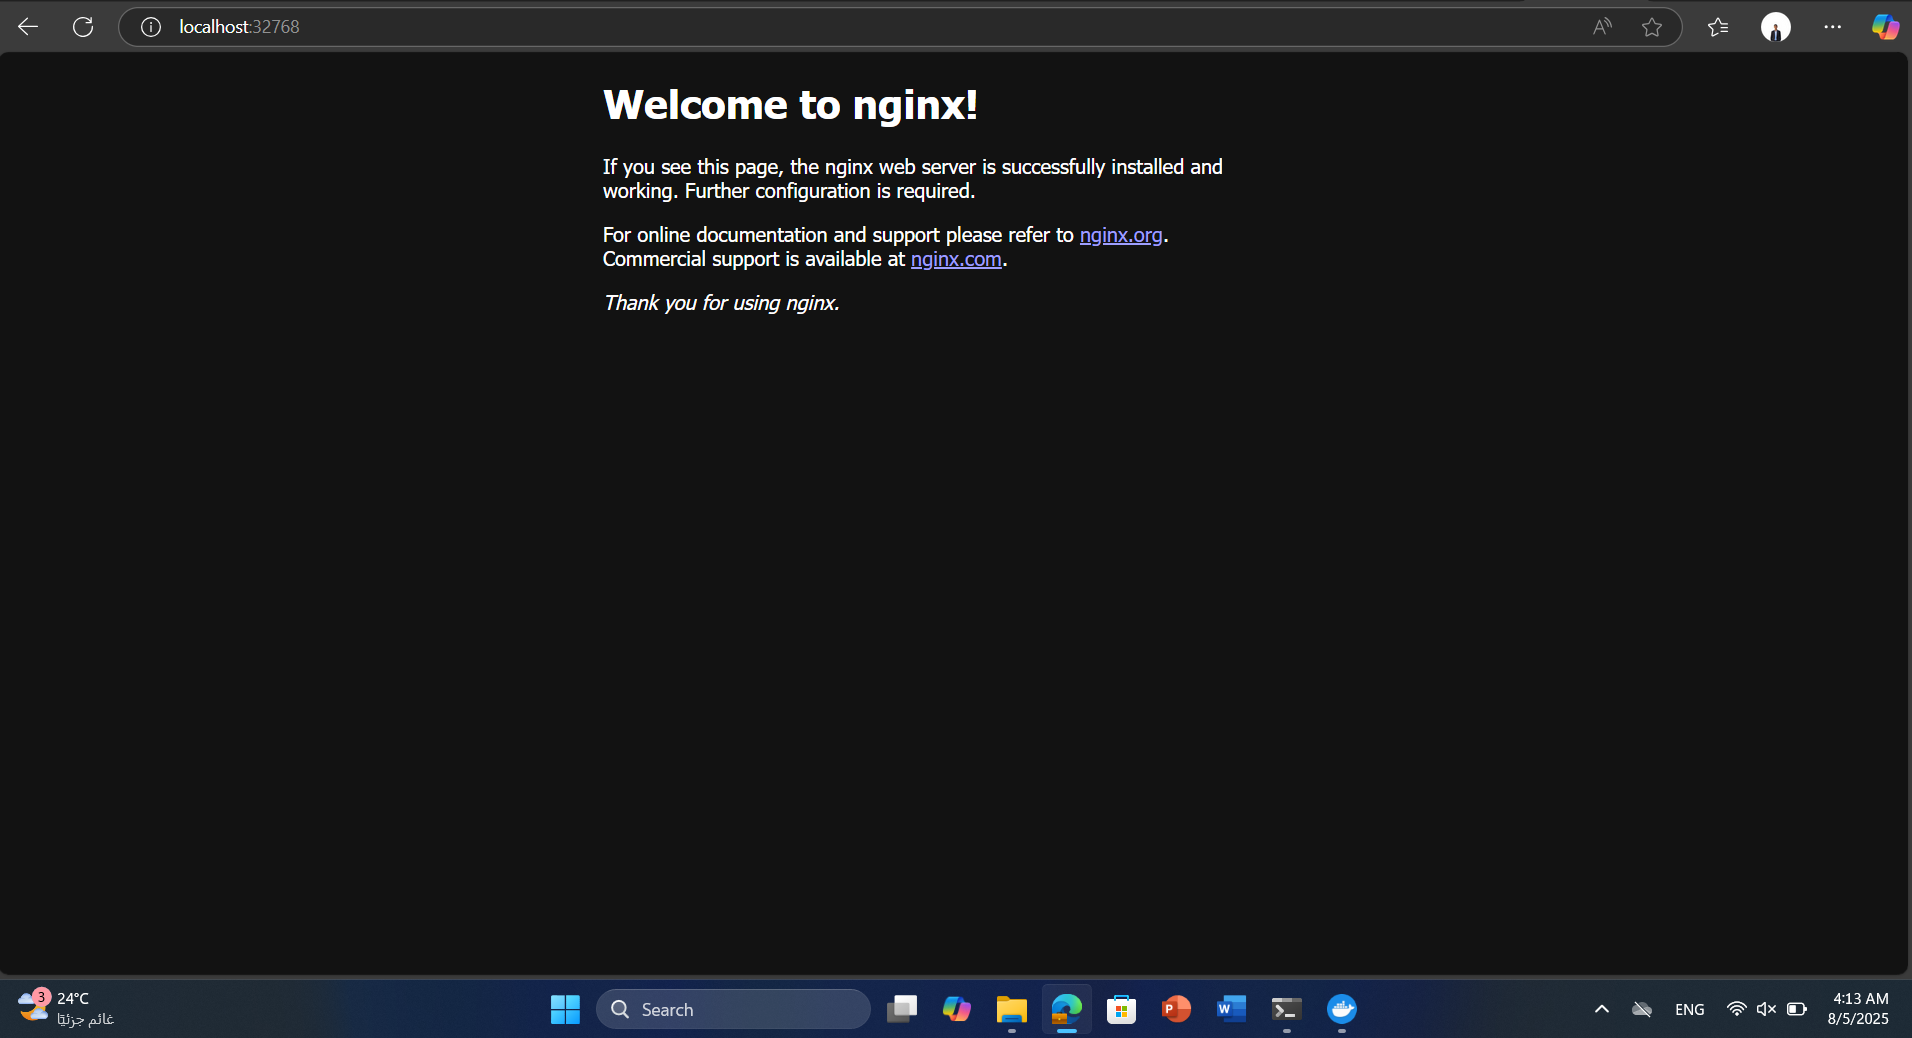 localhost:32768
Welcome to nginx!
If you see this page, the nginx web server is successfully installed and
working. Further configuration is required.
For online documentation and support please refer to nginx.org.
Commercial support is available at nginx.com.
Thank you for using nginx.
3
24°C
غائم جزئيًا
Search
ENG
4:13 AM
8/5/2025